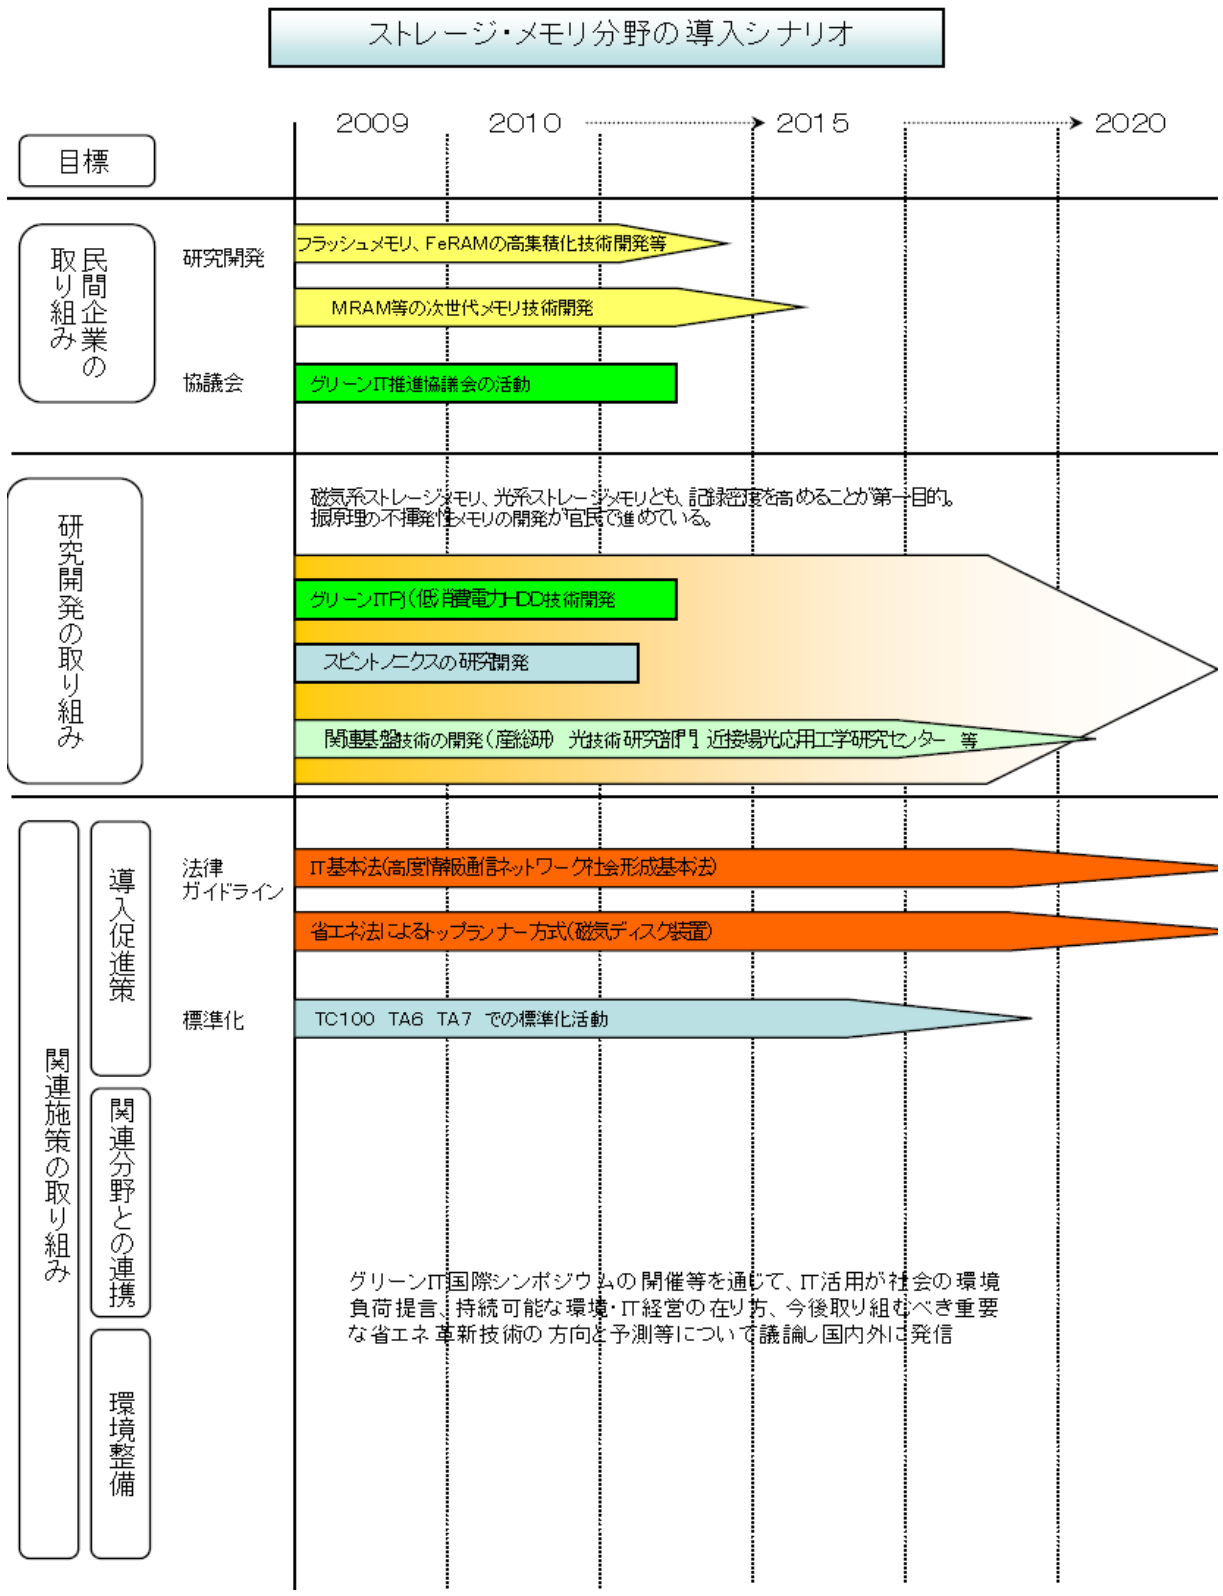 ストレージ・メモリ分野の導入シナリオ
2009 2010 2015 2020
目標
民間企業の
取り組み
研究開発
フラッシュメモリ、FeRAMの高集積化技術開発等
MRAM等の次世代メモリ技術開発
協議会
グリーンIT推進協議会の活動
研究開発の取り組み
磁気系ストレージメモリ、光系ストレージメモリとも、記録密度を高めることが第一目的。
振原理の不揮発性メモリの開発が官民で進めている。
グリーンITPj(低消費電力HDD技術開発
スピントノニクスの研究開発
関連基盤技術の開発(産総研) 光技術研究部門、近接場光応用工学研究センター 等
関連施策の取り組み
導入促進策
法律
ガイドライン
IT基本法(高度情報通信ネットワーク社会形成基本法)
省エネ法によるトップランナー方式(磁気ディスク装置)
標準化
TC100 TA6 TA7 での標準化活動
関連分野との連携
グリーンIT国際シンポジウムの開催等を通じて、IT活用が社会の環境
負荷提言、持続可能な環境・IT経営の在り方、今後取り組むべき重要
な省エネ革新技術の方向と予測等について議論し国内外に発信
環境整備